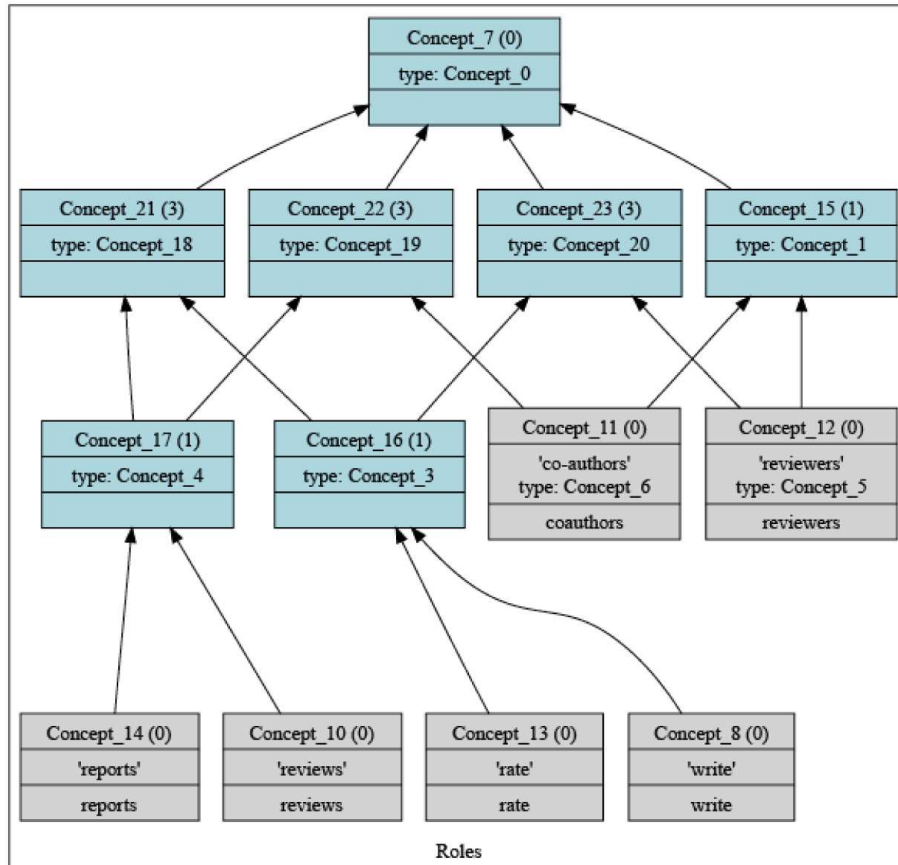 Concept_7 (0)
type: Concept_0
Concept_21 (3)
type: Concept_18
Concept_22 (3)
type: Concept_19
Concept_23 (3)
type: Concept_20
Concept_15 (1)
type: Concept_1
Concept_17 (1)
type: Concept_4
Concept_16 (1)
type: Concept_3
Concept_11 (0)
'co-authors'
type: Concept_6
coauthors
Concept_12 (0)
'reviewers'
type: Concept_5
reviewers
Concept_14 (0)
'reports'
reports
Concept_10 (0)
'reviews'
reviews
Concept_13 (0)
'rate'
rate
Concept_8 (0)
'write'
write
Roles